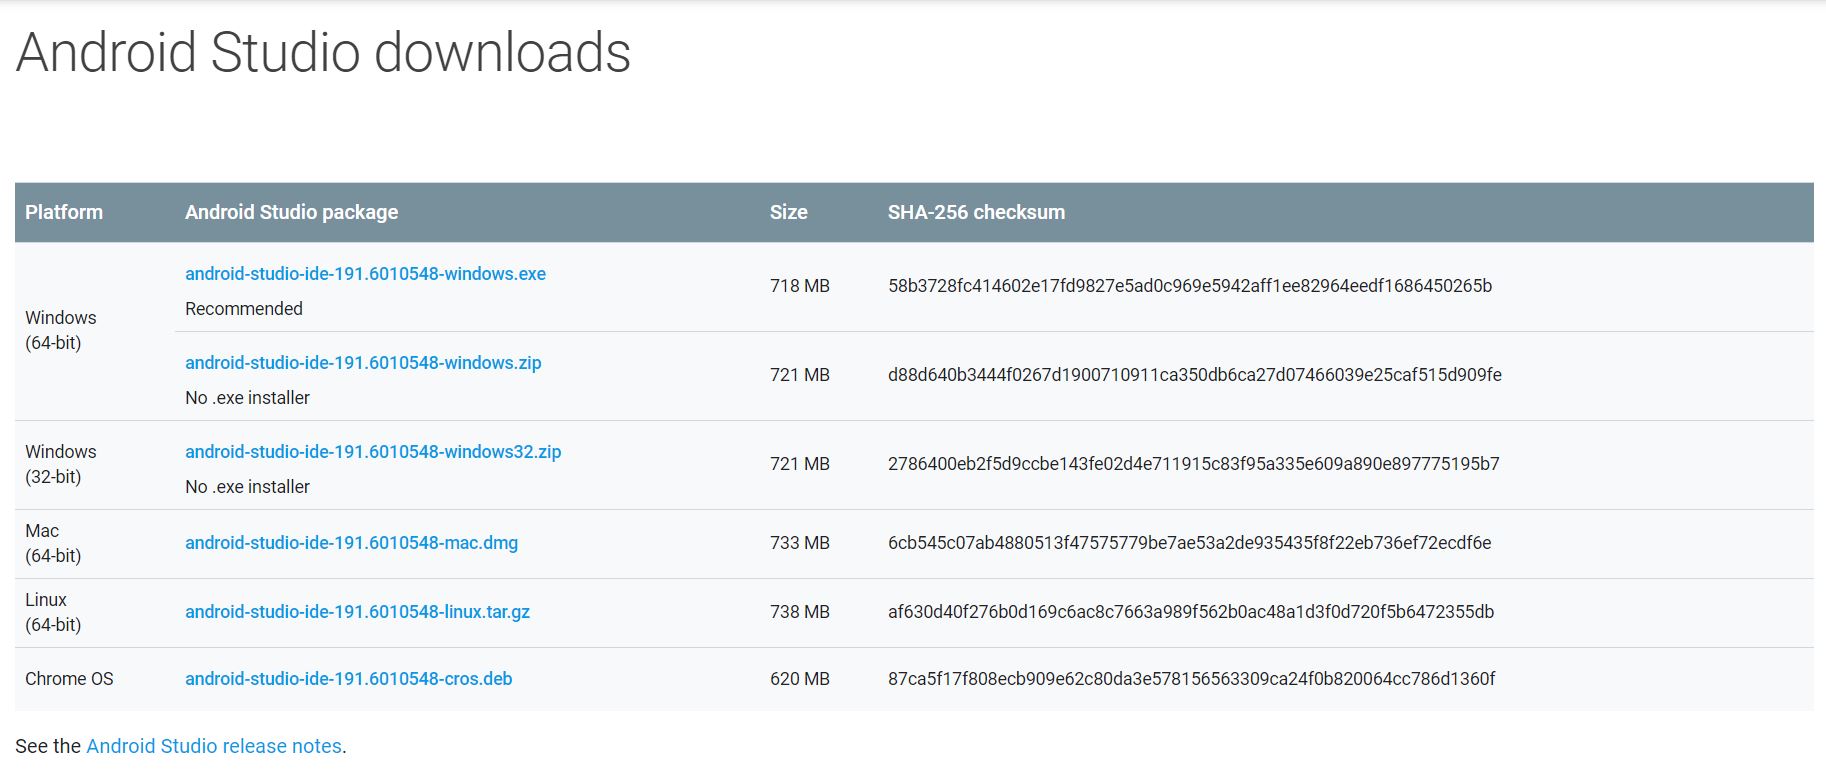 Android Studio downloads
Platform Android Studio package Size SHA-256 checksum
Windows
(64-bit)
android-studio-ide-191.6010548-windows.exe
Recommended
718 MB
58b3728fc414602e17fd9827e5ad0c969e5942aff1ee82964eedf1686450265b
android-studio-ide-191.6010548-windows.zip
No .exe installer
721 MB
d88d640b3444f0267d1900710911ca350db6ca27d07466039e25caf515d909fe
Windows
(32-bit)
android-studio-ide-191.6010548-windows32.zip
No .exe installer
721 MB
2786400eb2f5d9ccbe143fe02d4e711915c83f95a335e609a890e897775195b7
Mac
(64-bit)
android-studio-ide-191.6010548-mac.dmg
733 MB
6cb545c07ab4880513f47575779be7ae53a2de935435f8f22eb736ef72ecdf6e
Linux
(64-bit)
android-studio-ide-191.6010548-linux.tar.gz
738 MB
af630d40f276b0d169c6ac8c7663a989f562b0ac48a1d3f0d720f5b6472355db
Chrome OS
android-studio-ide-191.6010548-cros.deb
620 MB
87ca5f17f808ecb909e62c80da3e578156563309ca24f0b820064cc786d1360f
See the Android Studio release notes.